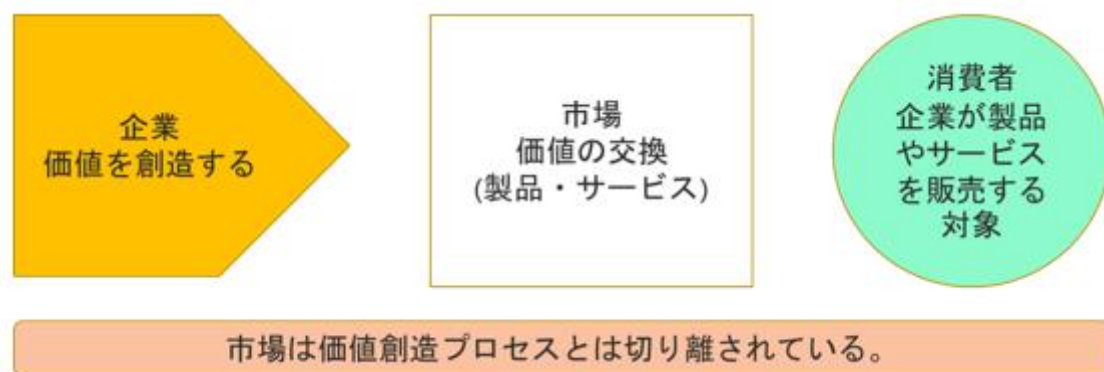 企業
価値を創造する
市場
価値の交換
(製品・サービス)
消費者
企業が製品
やサービス
を販売する
対象
市場は価値創造プロセスとは切り離されている。